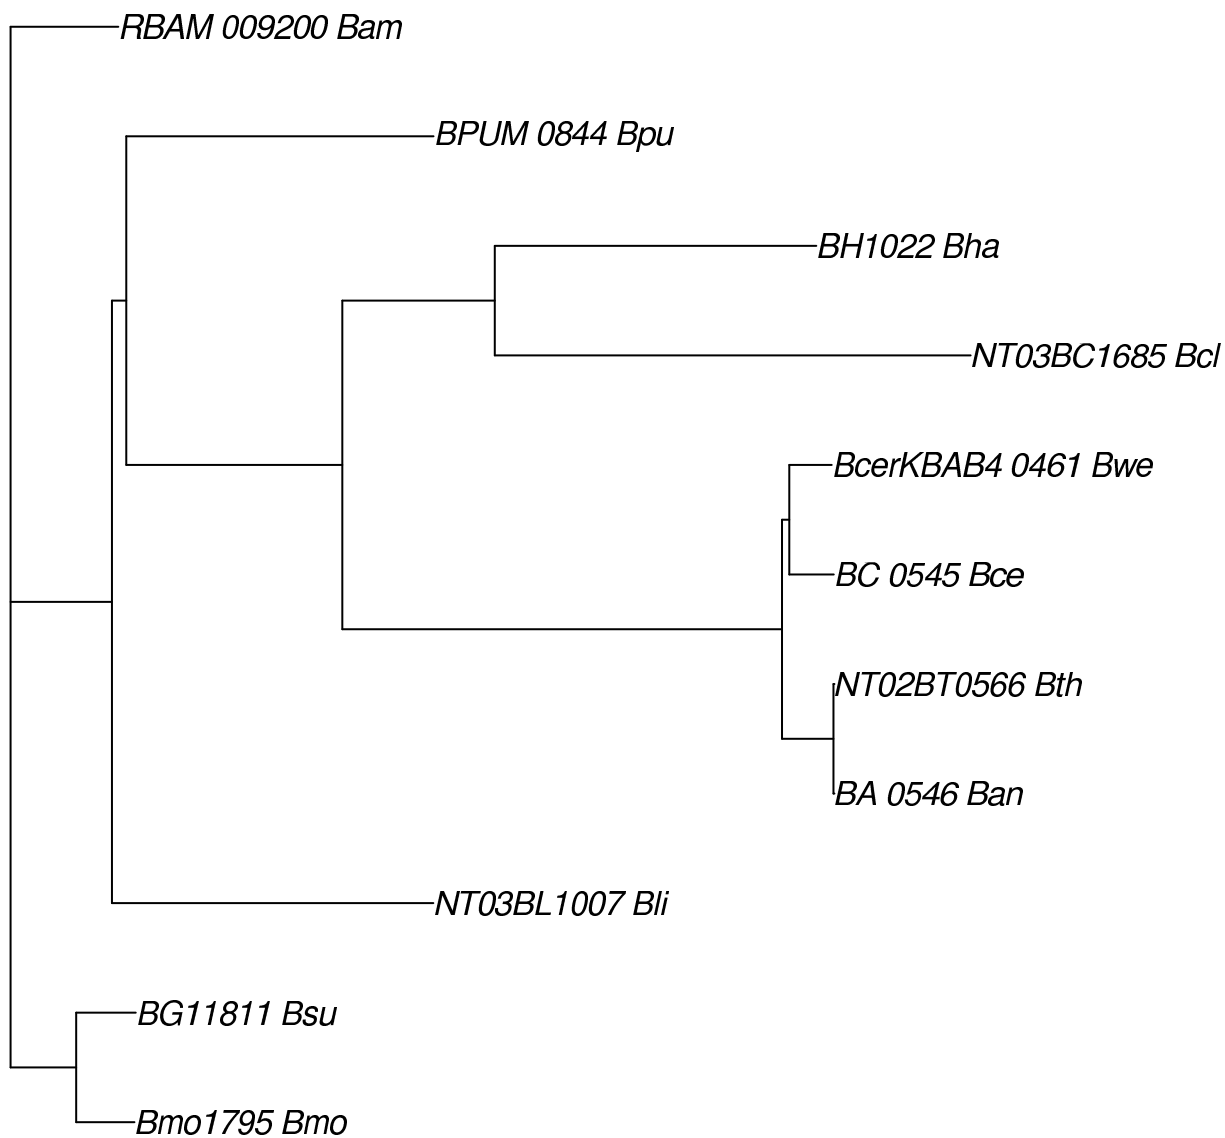 RBAM 009200 Bam
BPUM 0844 Bpu
BH1022 Bha
NT03BC1685 Bcl
BcerKBAB4 0461 Bwe
BC 0545 Bce
NT02BT0566 Bth
BA 0546 Ban
NT03BL1007 Bli
BG11811 Bsu
Bmo1795 Bmo